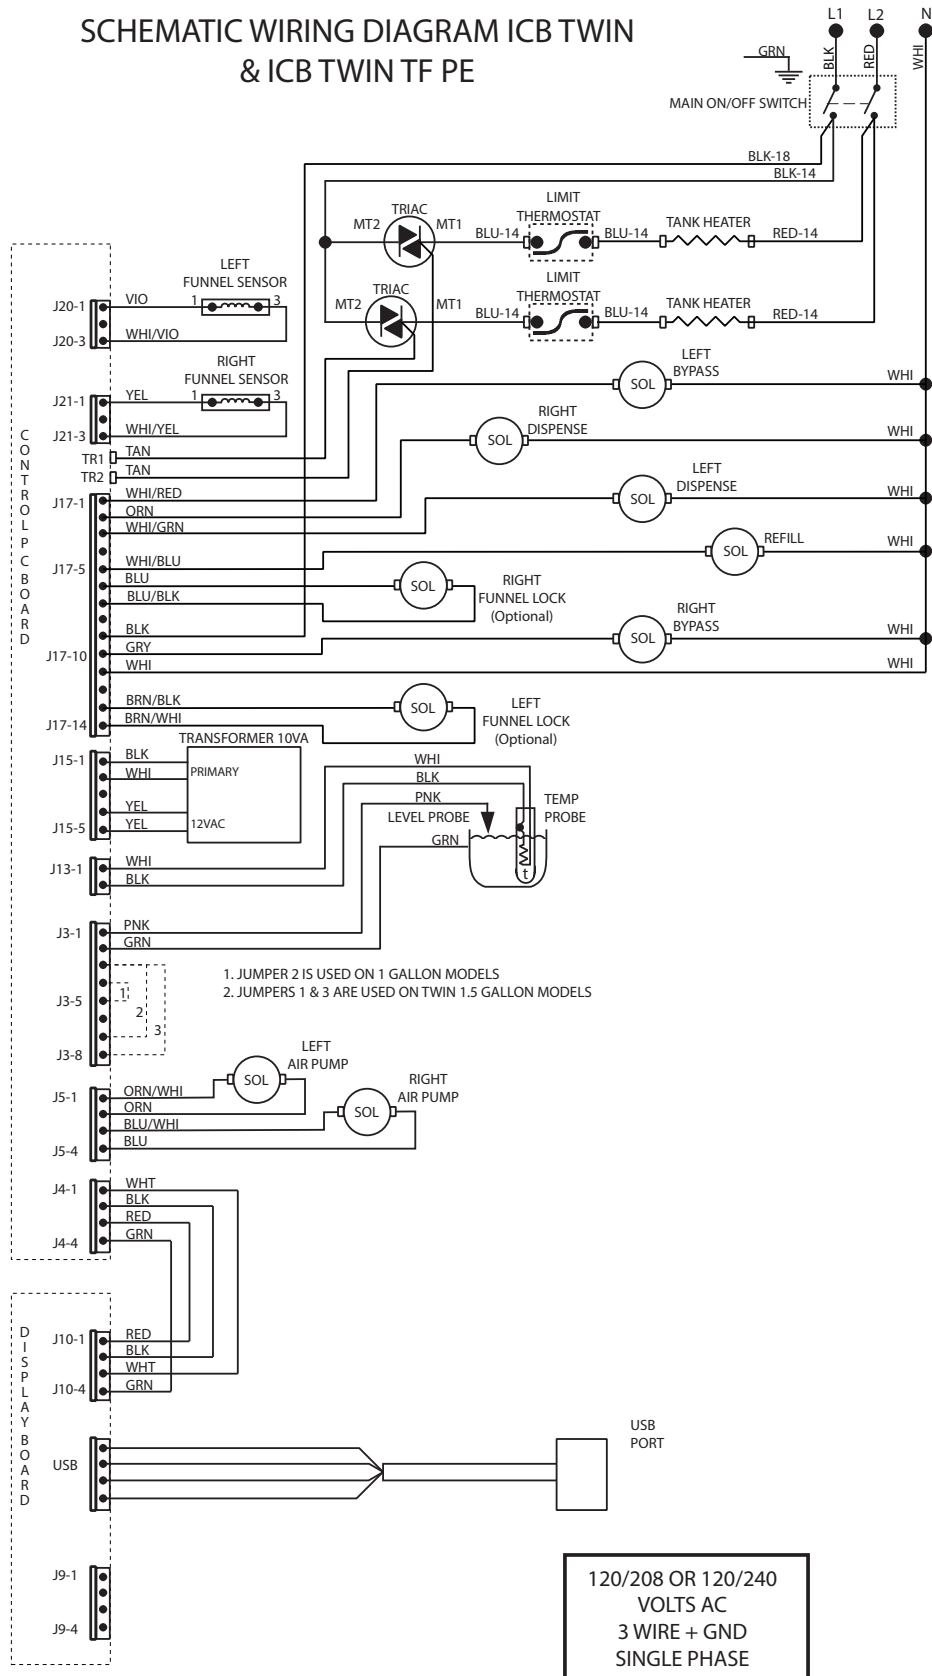 SCHEMATIC WIRING DIAGRAM ICB TWIN
& ICB TWIN TF PE
L1
L2
N
GRN
BLK
RED
WHI
MAIN ON/OFF SWITCH
BLK-18
BLK-14
TRIAC
MT2
MT1
BLU-14
LIMIT
THERMOSTAT
BLU-14
TANK HEATER
RED-14
TRIAC
MT2
MT1
BLU-14
LIMIT
THERMOSTAT
BLU-14
TANK HEATER
RED-14
CONTROL PC BOARD
LEFT
FUNNEL SENSOR
J20-1
VIO
1
3
J20-3
WHI/VIO
RIGHT
FUNNEL SENSOR
J21-1
YEL
1
3
J21-3
WHI/YEL
TR1
TAN
TR2
TAN
LEFT
BYPASS
SOL
WHI
RIGHT
DISPENSE
SOL
WHI
LEFT
DISPENSE
SOL
WHI
REFILL
SOL
WHI
J17-1
WHI/RED
ORN
WHI/GRN
J17-5
WHI/BLU
BLU
BLU/BLK
SOL
RIGHT
FUNNEL LOCK
(Optional)
BLK
J17-10
GRY
WHI
RIGHT
BYPASS
SOL
WHI
WHI
BRN/BLK
J17-14
BRN/WHI
SOL
LEFT
FUNNEL LOCK
(Optional)
TRANSFORMER 10VA
J15-1
BLK
WHI
PRIMARY
YEL
J15-5
YEL
12VAC
WHI
BLK
PNK
LEVEL PROBE
GRN
TEMP
PROBE
t
J13-1
WHI
BLK
J3-1
PNK
GRN
J3-5
J3-8
1
2
3
1. JUMPER 2 IS USED ON 1 GALLON MODELS
2. JUMPERS 1 & 3 ARE USED ON TWIN 1.5 GALLON MODELS
LEFT
AIR PUMP
SOL
RIGHT
AIR PUMP
SOL
J5-1
ORN/WHI
ORN
BLU/WHI
J5-4
BLU
J4-1
WHT
BLK
RED
J4-4
GRN
DISPLAY BOARD
J10-1
RED
BLK
WHT
J10-4
GRN
USB
USB
PORT
J9-1
J9-4
120/208 OR 120/240
VOLTS AC
3 WIRE + GND
SINGLE PHASE